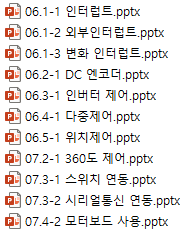 06.1-1 인터럽트.pptx
06.1-2 외부인터럽트.pptx
06.1-3 변화 인터럽트.pptx
06.2-1 DC 엔코더.pptx
06.3-1 인버터 제어.pptx
06.4-1 다중제어.pptx
06.5-1 위치제어.pptx
07.2-1 360도 제어.pptx
07.3-1 스위치 연동.pptx
07.3-2 시리얼통신 연동.pptx
07.4-2 모터보드 사용.pptx